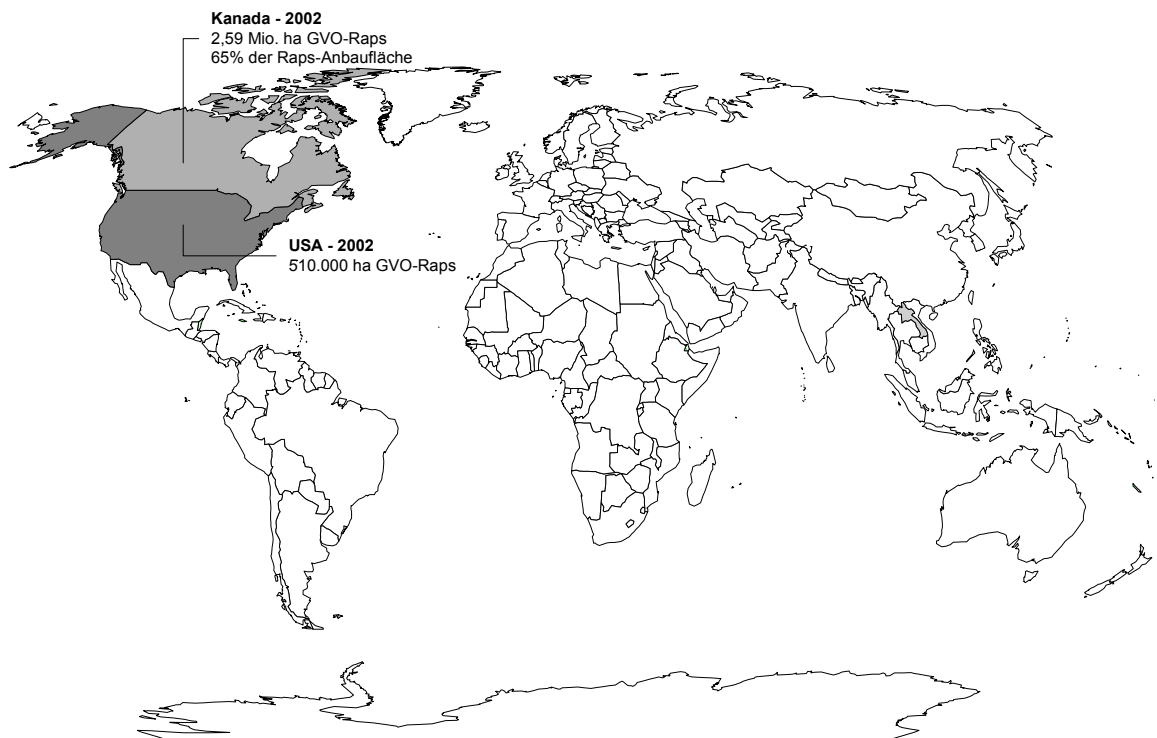 Kanada - 2002
2,59 Mio. ha GVO-Raps
65% der Raps-Anbaufläche
USA - 2002
510.000 ha GVO-Raps